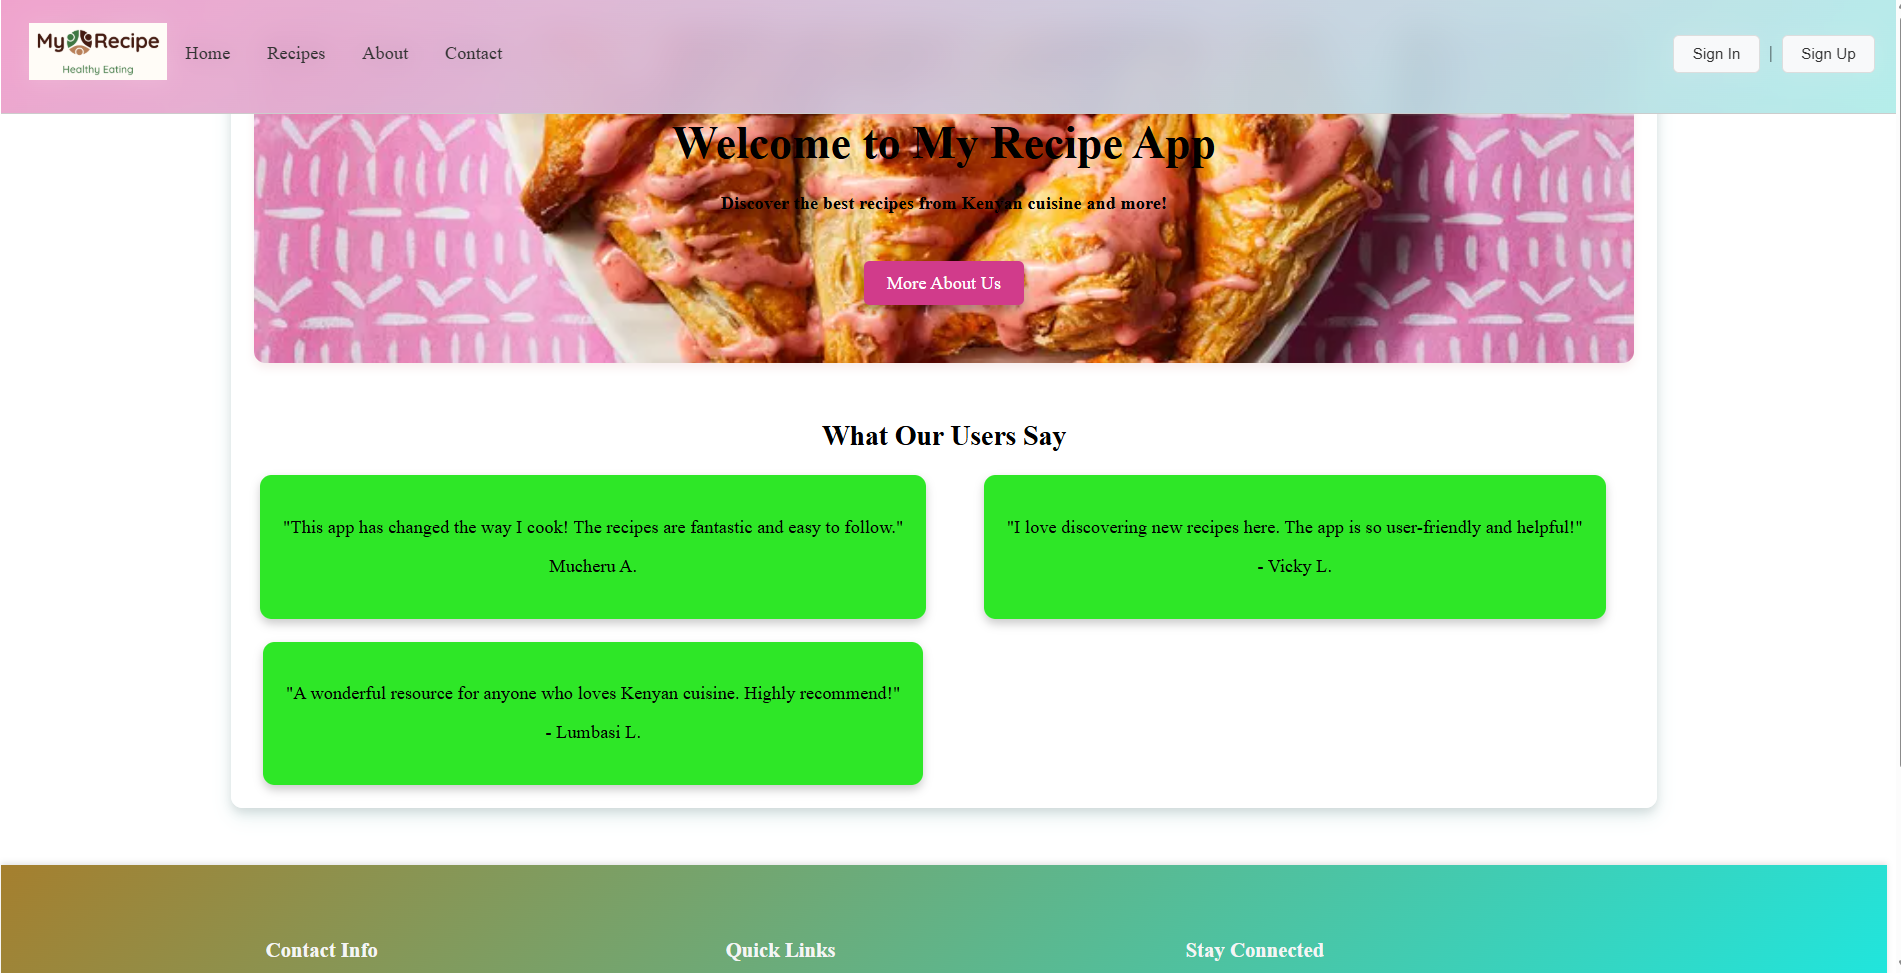 My Recipe
Healthy Eating
Home
Recipes
About
Contact
Sign In
|
Sign Up
Welcome to My Recipe App
Discover the best recipes from Kenyan cuisine and more!
More About Us
What Our Users Say
"This app has changed the way I cook! The recipes are fantastic and easy to follow."
Mucheru A.
"I love discovering new recipes here. The app is so user-friendly and helpful!"
- Vicky L.
"A wonderful resource for anyone who loves Kenyan cuisine. Highly recommend!"
- Lumbasi L.
Contact Info
Quick Links
Stay Connected